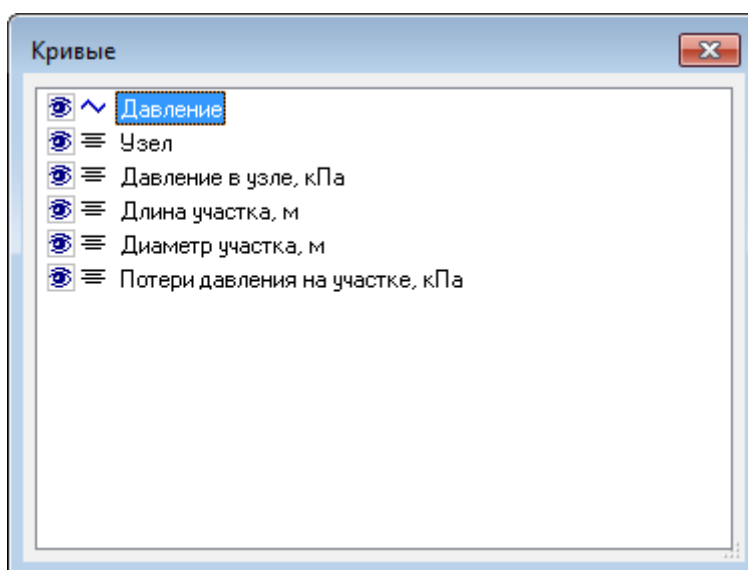 Кривые
Давление
Узел
Давление в узле, кПа
Длина участка, м
Диаметр участка, м
Потери давления на участке, кПа